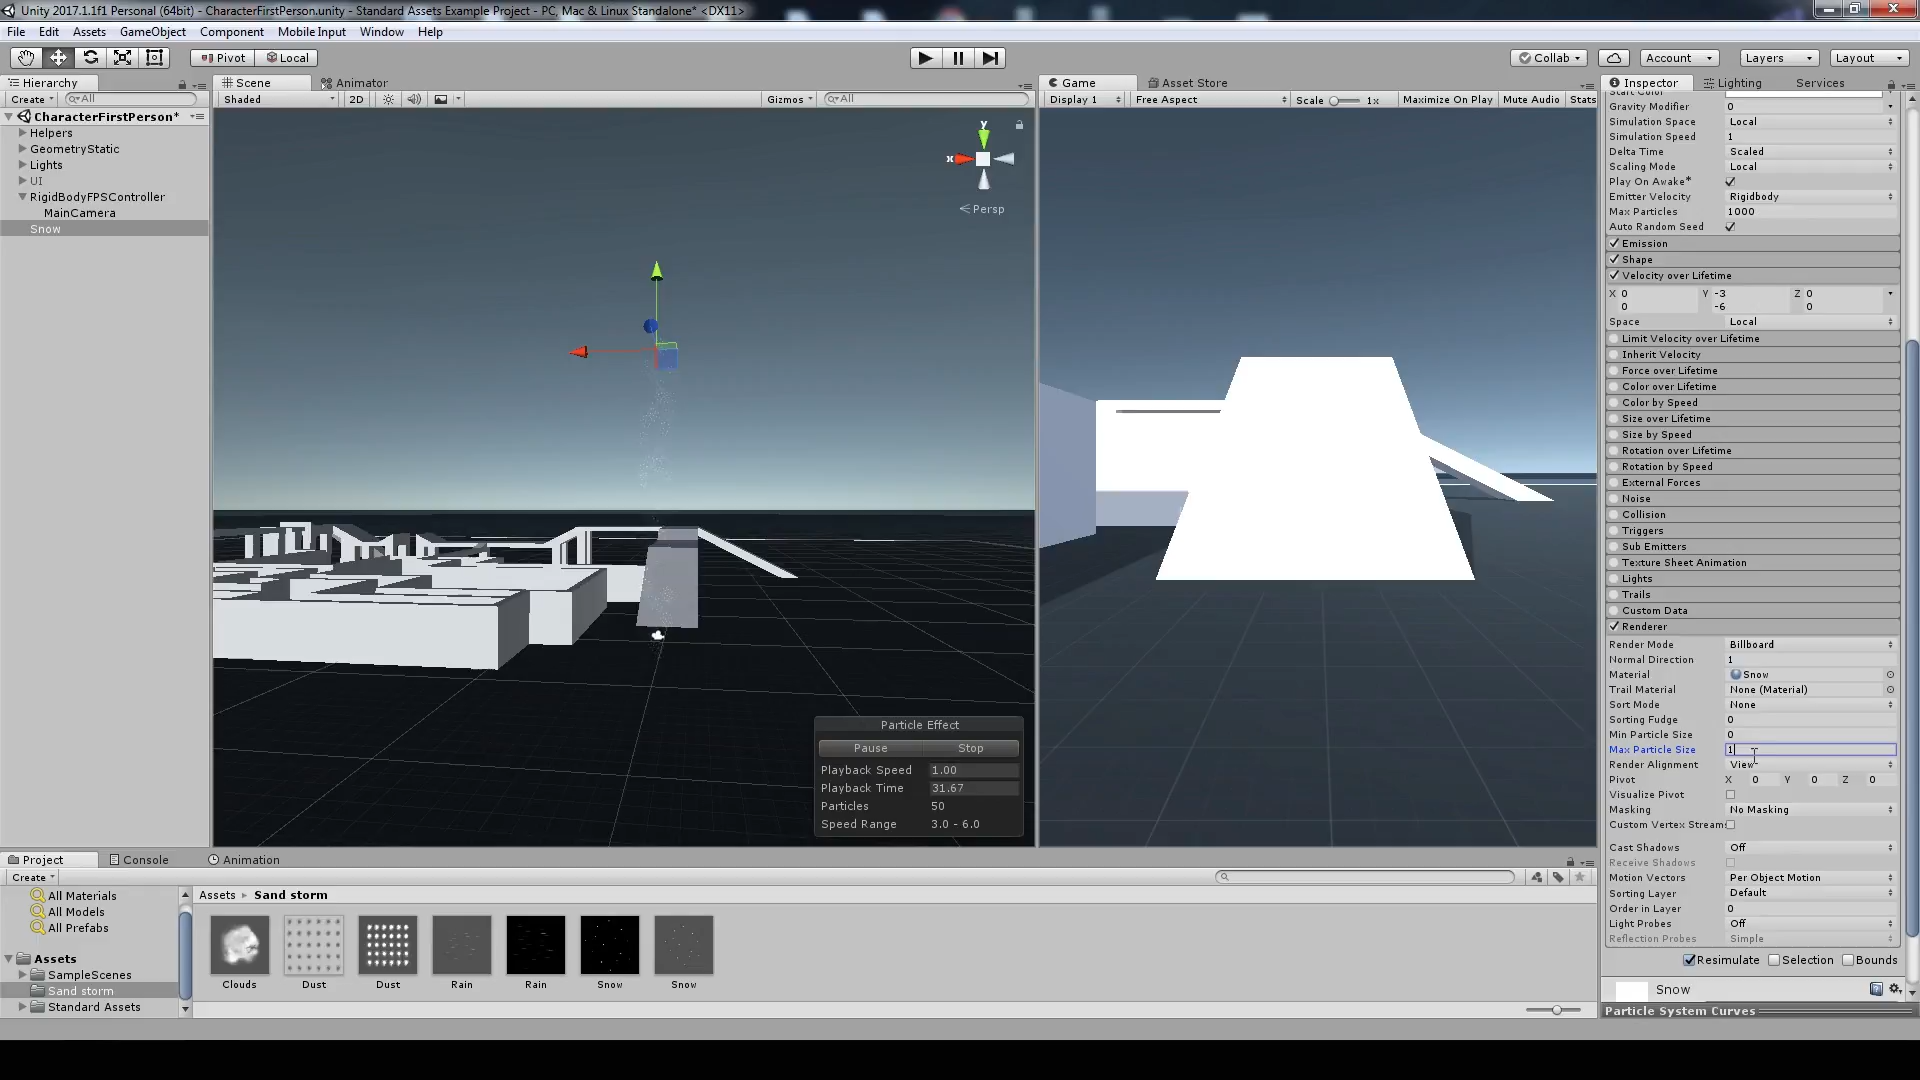 Unity 2017.1.1f1 Personal (64bit) - CharacterFirstPerson.unity - Standard Assets Example Project - PC, Mac & Linux Standalone* <DX11>
File Edit Assets GameObject Component Mobile Input Window Help
Pivot Local Collab Account Layers Layout
Hierarchy
Create All
CharacterFirstPerson*
Helpers
GeometryStatic
Lights
UI
RigidBodyFPSController
MainCamera
Snow
Scene Animator
Shaded 2D Gizmos All
y
x
Persp
Particle Effect
Pause Stop
Playback Speed 1.00
Playback Time 31.67
Particles 50
Speed Range 3.0 - 6.0
Game Asset Store
Display 1 Free Aspect Scale 1x Maximize On Play Mute Audio Stats
Inspector Lighting Services
Start Color
Gravity Modifier 0
Simulation Space Local
Simulation Speed 1
Delta Time Scaled
Scaling Mode Local
Play On Awake*
Emitter Velocity Rigidbody
Max Particles 1000
Auto Random Seed
Emission
Shape
Velocity over Lifetime
X 0 Y -3 Z 0
0 -6 0
Space Local
Limit Velocity over Lifetime
Inherit Velocity
Force over Lifetime
Color over Lifetime
Color by Speed
Size over Lifetime
Size by Speed
Rotation over Lifetime
Rotation by Speed
External Forces
Noise
Collision
Triggers
Sub Emitters
Texture Sheet Animation
Lights
Trails
Custom Data
Renderer
Render Mode Billboard
Normal Direction 1
Material Snow
Trail Material None (Material)
Sort Mode None
Sorting Fudge 0
Min Particle Size 0
Max Particle Size 1
Render Alignment View
Pivot X 0 Y 0 Z 0
Visualize Pivot
Masking No Masking
Custom Vertex Streams
Cast Shadows Off
Receive Shadows
Motion Vectors Per Object Motion
Sorting Layer Default
Order in Layer 0
Light Probes Off
Reflection Probes Simple
Resimulate Selection Bounds
Snow
Particle System Curves
Project Console Animation
Create
All Materials
All Models
All Prefabs
Assets
SampleScenes
Sand storm
Standard Assets
Assets Sand storm
Clouds Dust Dust Rain Rain Snow Snow